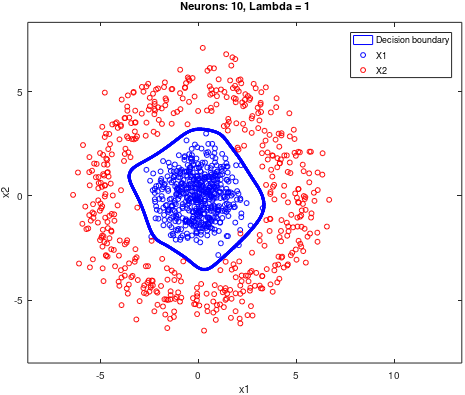 Neurons: 10, Lambda = 1
Decision boundary
X1
X2
5
0
-5
x2
-5
0
5
10
x1